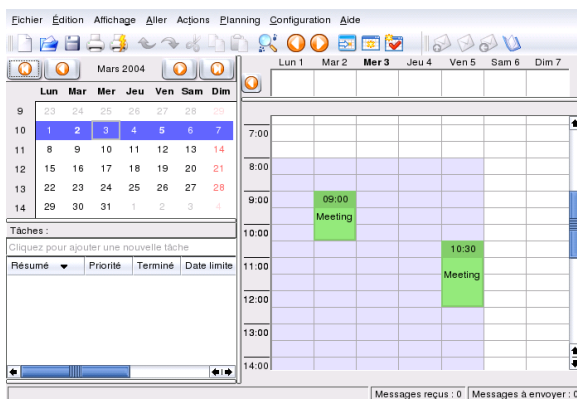 Fichier Édition Affichage Aller Actions Planning Configuration Aide
Mars 2004
Lun Mar Mer Jeu Ven Sam Dim
9 23 24 25 26 27 28 29
10 1 2 3 4 5 6 7
11 8 9 10 11 12 13 14
12 15 16 17 18 19 20 21
13 22 23 24 25 26 27 28
14 29 30 31 1 2 3 4
Tâches :
Cliquez pour ajouter une nouvelle tâche
Résumé Priorité Terminé Date limite
Lun 1 Mar 2 Mer 3 Jeu 4 Ven 5 Sam 6 Dim 7
7:00
8:00
9:00
09:00
Meeting
10:00
10:30
11:00
Meeting
12:00
13:00
14:00
Messages reçus : 0 Messages à envoyer : 0